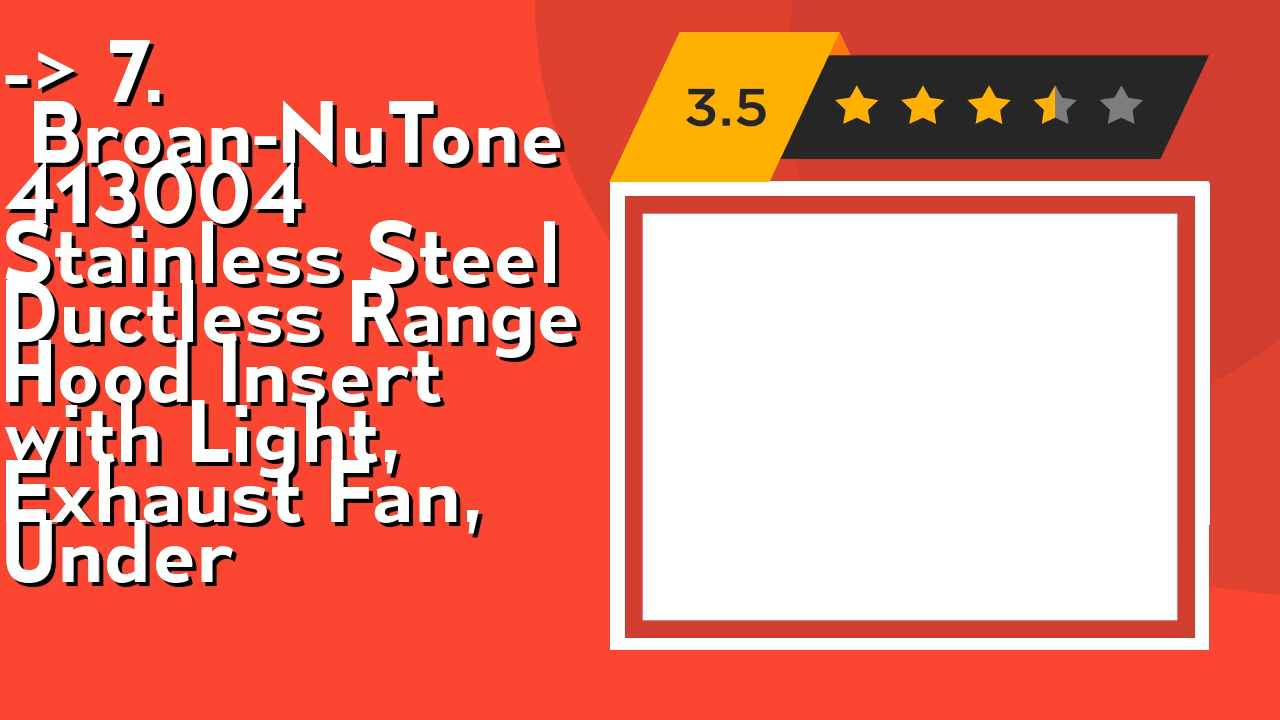 -> 7.
Broan-NuTone
413004
Stainless Steel
Ductless Range
Hood Insert
with Light,
Exhaust Fan,
Under
3.5